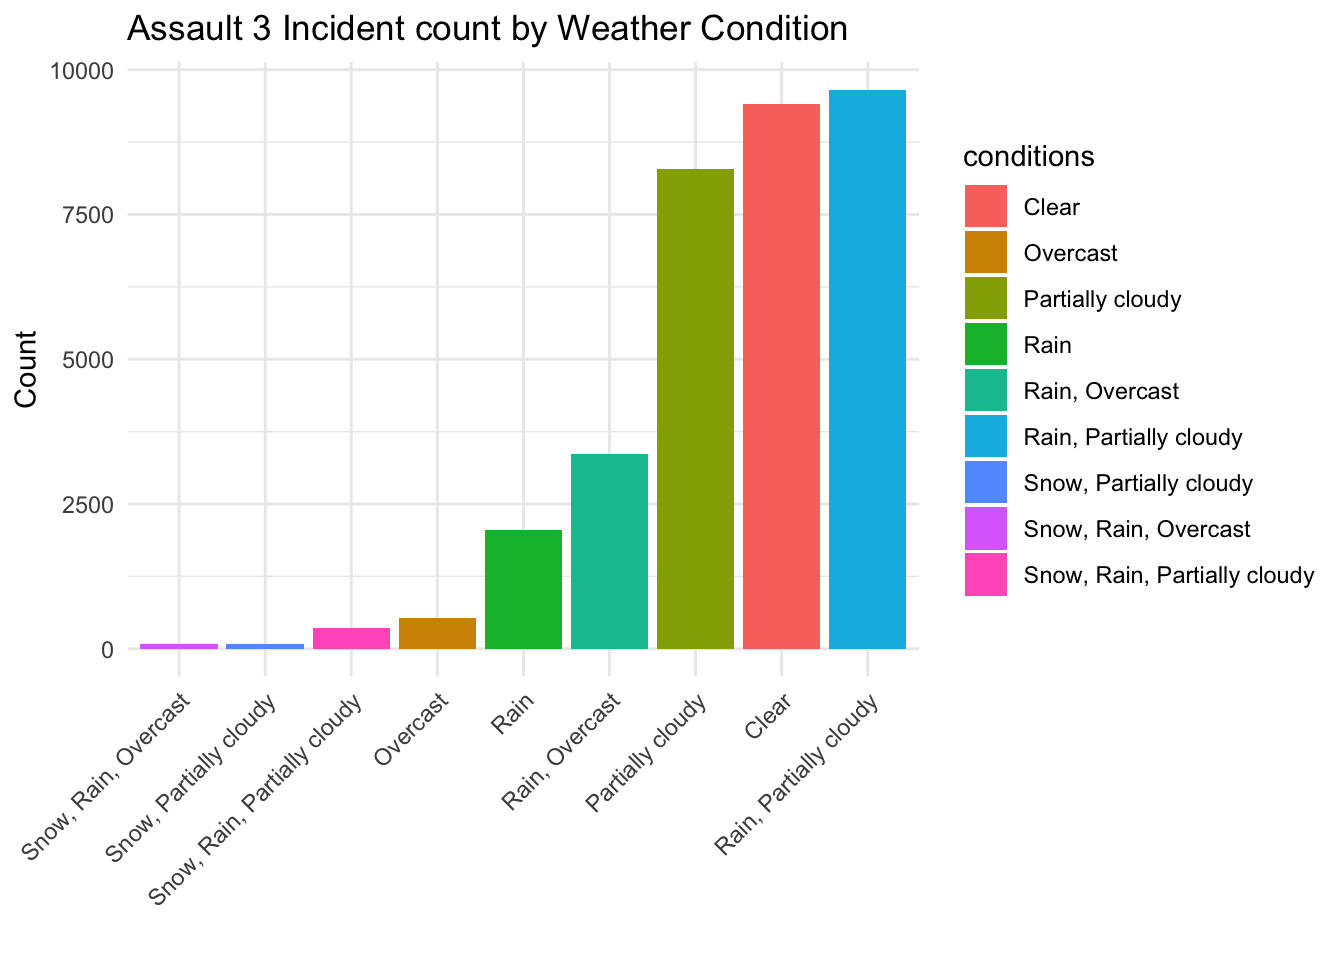 Assault 3 Incident count by Weather Condition
Count
10000
7500
5000
2500
0
Snow, Rain, Overcast
Snow, Partially cloudy
Snow, Rain, Partially cloudy
Overcast
Rain
Rain, Overcast
Partially cloudy
Clear
Rain, Partially cloudy
conditions
Clear
Overcast
Partially cloudy
Rain
Rain, Overcast
Rain, Partially cloudy
Snow, Partially cloudy
Snow, Rain, Overcast
Snow, Rain, Partially cloudy